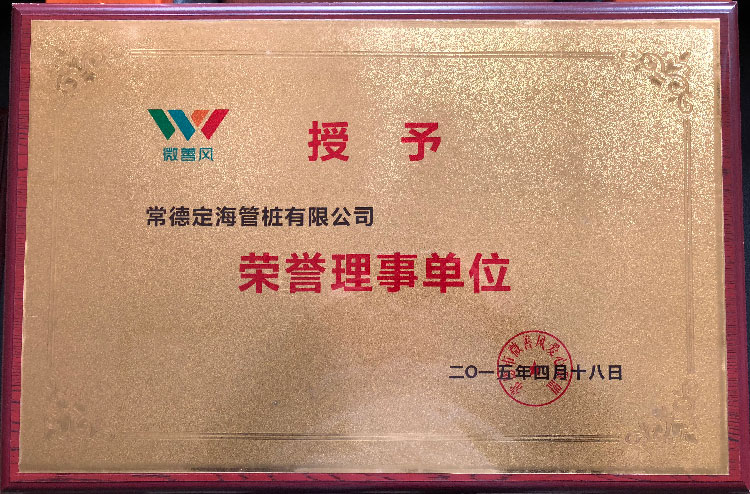 微善风
授 予
常德定海管桩有限公司
荣誉理事单位
二〇一五年四月十八日